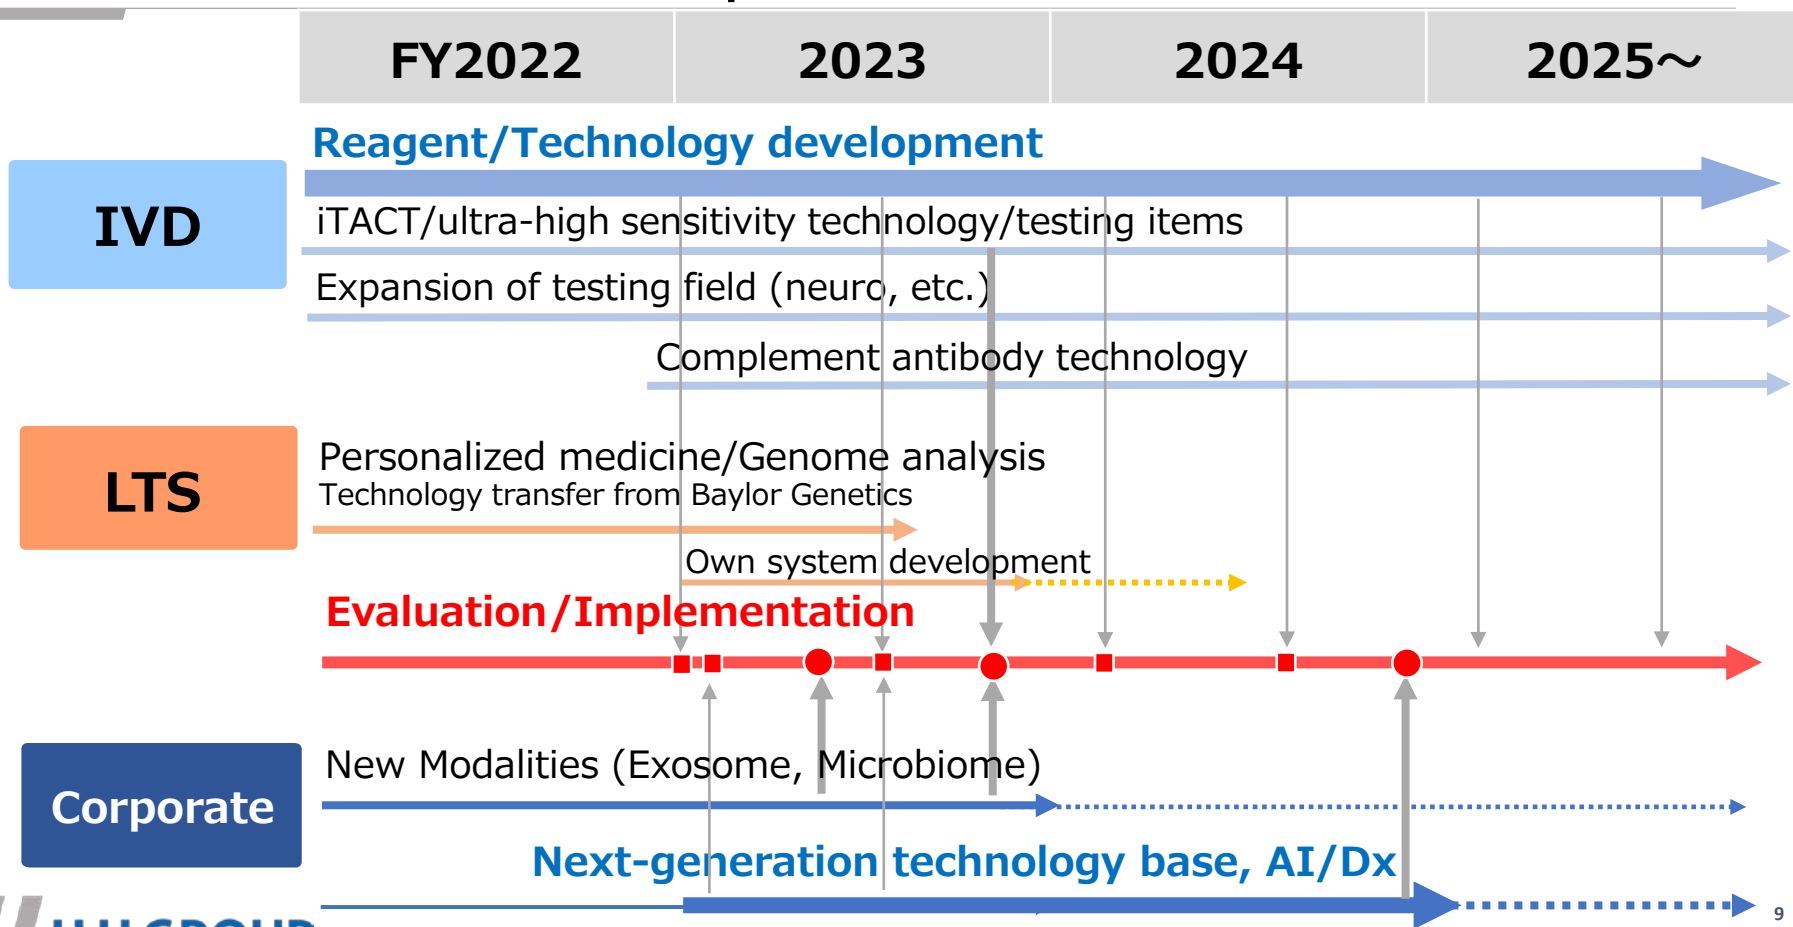 FY2022 2023 2024 2025～
Reagent/Technology development
IVD
iTACT/ultra-high sensitivity technology/testing items
Expansion of testing field (neuro, etc.)
Complement antibody technology
LTS
Personalized medicine/Genome analysis
Technology transfer from Baylor Genetics
Own system development
Evaluation/Implementation
Corporate
New Modalities (Exosome, Microbiome)
Next-generation technology base, AI/Dx
9